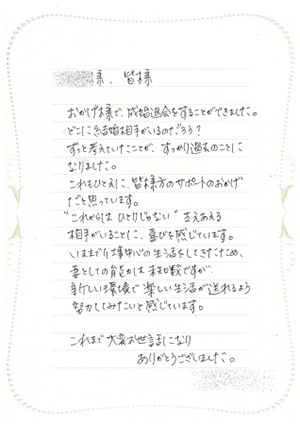 様、皆様
おかげ様で、成婚退会をすることができました。
どこに結婚相手がいるのだろう?
ずっと考えていたことが、すっかり過去のことに
なりました。
これもひとえに、皆様方のサポートのおかげ
だと思っています。
"これからは ひとりじゃない" 支えあえる
相手がいることに、喜びを感じています。
いままで仕事中心の生活をしてきたため、
妻としての能力は未知数ですが、
新しい環境で楽しい生活が送れるよう
努力してみたいと感じています。
これまで大変お世話になり
ありがとうございました。